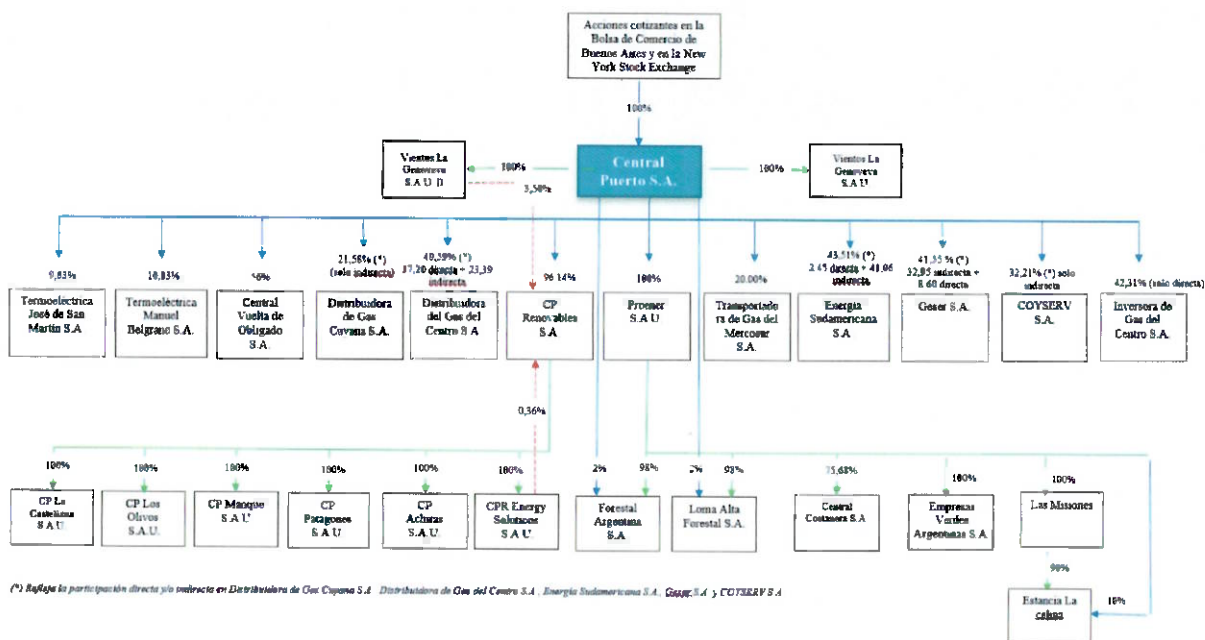 Acciones cotizantes en la
Bolsa de Comercio de
Buenos Aires y en la New
York Stock Exchange
100%
Vientos La
Genoveva
S.A.U. II
100%
3,50%
Central
Puerto S.A.
100%
Vientos La
Genoveva
S.A.U.
9,83%
Termoeléctrica
José de San
Martín S.A.
10,83%
Termoeléctrica
Manuel
Belgrano S.A.
56%
Central
Vuelta de
Obligado
S.A.
21,58% (*)
(solo indirecta)
Distribuidora
de Gas
Cuyana S.A.
40,59% (*)
17,20 directa + 23,39
indirecta
Distribuidora
del Gas del
Centro S.A.
96.14%
CP
Renovables
S.A.
100%
Proener
S.A.U.
20.00%
Transportado
ra de Gas del
Mercosur
S.A.
43,51% (*)
2.45 directa + 41,06
indirecta
Energía
Sudamericana
S.A.
41,55 % (*)
32,95 indirecta +
8.60 directa
Geser S.A.
32,21% (*) solo
indirecta
COYSERV
S.A.
42,31% (solo directa)
Inversora de
Gas del
Centro S.A.
0,36%
100%
CP La
Castellana
S.A.U.
100%
CP Los
Olivos
S.A.U.
100%
CP Manque
S.A.U.
100%
CP
Patagones
S.A.U.
100%
CP
Achiras
S.A.U.
100%
CPR Energy
Solutions
S.A.U.
2%
98%
Forestal
Argentina
S.A.
2%
98%
Loma Alta
Forestal S.A.
75,68%
Central
Costanera S.A.
100%
Empresas
Verdes
Argentinas S.A.
100%
Las Missiones
90%
Estancia La
celina
10%
(*) Refleja la participación directa y/o indirecta en Distribuidora de Gas Cuyana S.A. Distribuidora de Gas del Centro S.A., Energía Sudamericana S.A., Geser S.A. y COYSERV S.A.